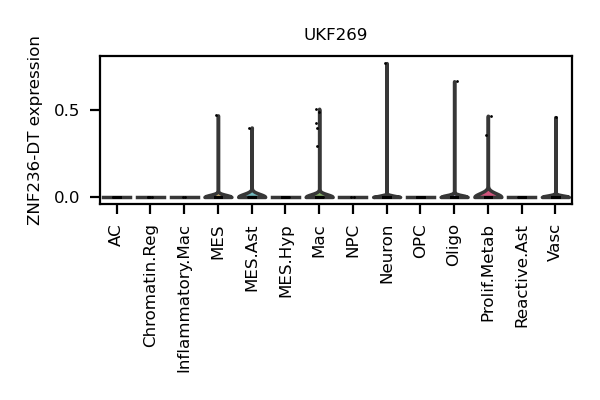 UKF269
ZNF236-DT expression
0.5
0.0
AC
Chromatin.Reg
Inflammatory.Mac
MES
MES.Ast
MES.Hyp
Mac
NPC
Neuron
OPC
Oligo
Prolif.Metab
Reactive.Ast
Vasc